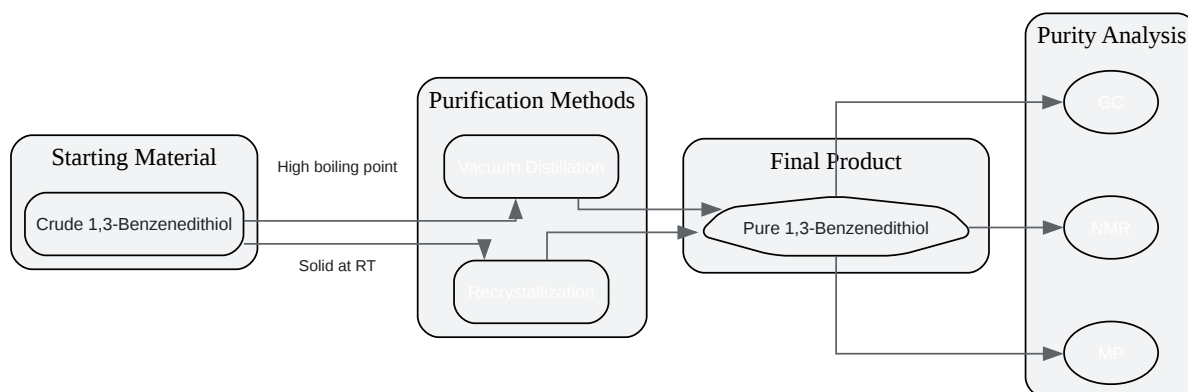 Starting Material
Crude 1,3-Benzenedithiol
High boiling point
Solid at RT
Purification Methods
Vacuum Distillation
Recrystallization
Final Product
Pure 1,3-Benzenedithiol
Purity Analysis
GC
NMR
MP